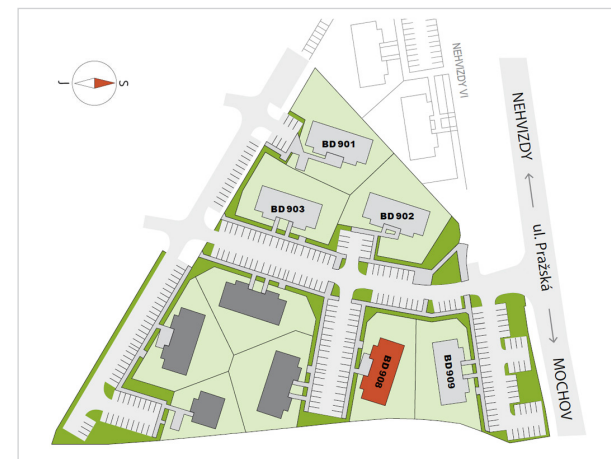 J S
NEHVIZDY VI
NEHVIZDY
ul. Pražská
MOCHOV
BD 901
BD 903
BD 902
BD 908
BD 909